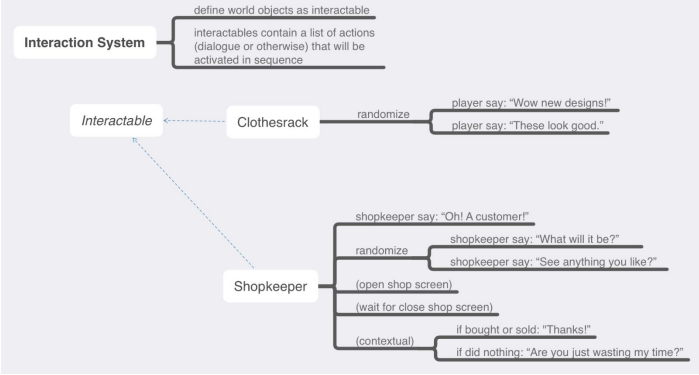 define world objects as interactable
Interaction System
interactables contain a list of actions
(dialogue or otherwise) that will be
activated in sequence
Interactable
Clothesrack
randomize
player say: “Wow new designs!”
player say: “These look good.”
shopkeeper say: “Oh! A customer!”
randomize
shopkeeper say: “What will it be?”
shopkeeper say: “See anything you like?”
Shopkeeper
(open shop screen)
(wait for close shop screen)
(contextual)
if bought or sold: "Thanks!”
if did nothing: “Are you just wasting my time?”